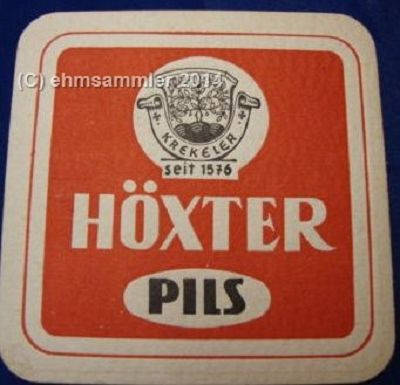 (C) ehmsammler 2014
KREKELER
seit 1576
HÖXTER
PILS